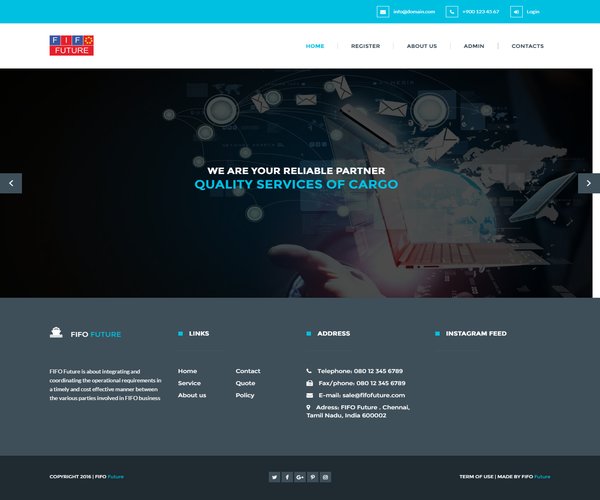 info@domain.com +900 123 43 67 Login
FIFO
FUTURE
HOME REGISTER ABOUT US ADMIN CONTACTS
WE ARE YOUR RELIABLE PARTNER
QUALITY SERVICES OF CARGO
FIFO FUTURE
FIFO Future is about integrating and
coordinating the operational requirements in
a timely and cost effective manner between
the various parties involved in FIFO business
LINKS
Home Contact
Service Quote
About us Policy
ADDRESS
Telephone: 080 12 345 6789
Fax/phone: 080 12 345 6789
E-mail: sale@fifofuture.com
Adress: FIFO Future . Chennai,
Tamil Nadu, India 600002
INSTAGRAM FEED
COPYRIGHT 2016 | FIFO Future
TERM OF USE | MADE BY FIFO Future